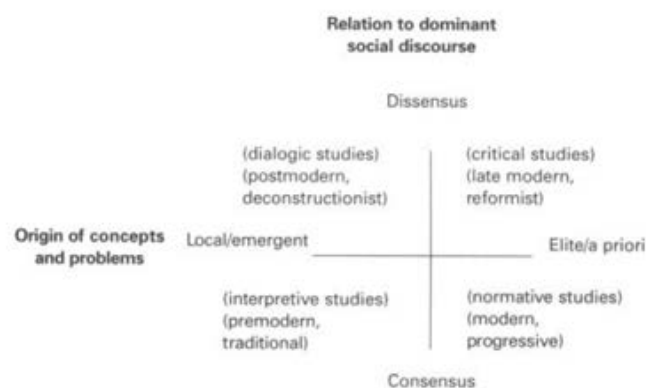 Relation to dominant
social discourse
Dissensus
(dialogic studies)
(postmodern,
deconstructionist)
(critical studies)
(late modern,
reformist)
Origin of concepts
and problems
Local/emergent
Elite/a priori
(interpretive studies)
(premodern,
traditional)
(normative studies)
(modern,
progressive)
Consensus